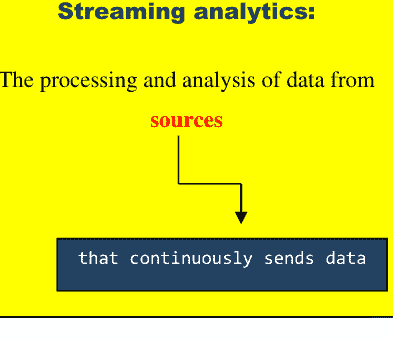 Streaming analytics:
The processing and analysis of data from
sources
that continuously sends data